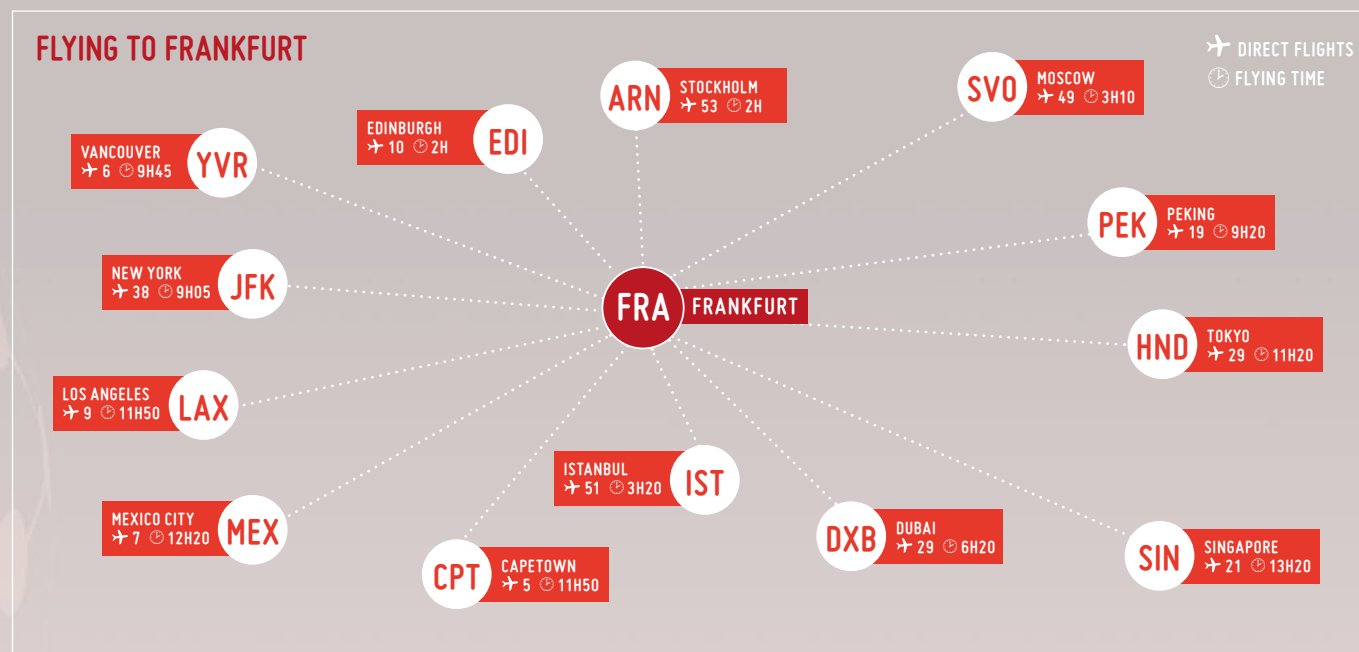 FLYING TO FRANKFURT
DIRECT FLIGHTS
FLYING TIME
VANCOUVER
6 9H45
YVR
EDINBURGH
10 2H
EDI
ARN
STOCKHOLM
53 2H
SVO
MOSCOW
49 3H10
PEK
PEKING
19 9H20
NEW YORK
38 9H05
JFK
FRA
FRANKFURT
HND
TOKYO
29 11H20
LOS ANGELES
9 11H50
LAX
ISTANBUL
51 3H20
IST
MEXICO CITY
7 12H20
MEX
CPT
CAPETOWN
5 11H50
DXB
DUBAI
29 6H20
SIN
SINGAPORE
21 13H20